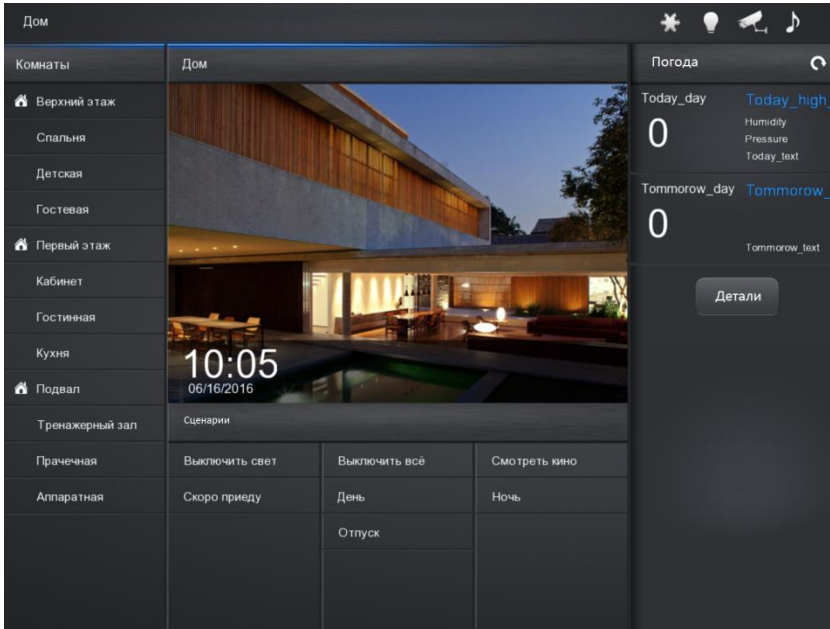 Дом
Комнаты
Верхний этаж
Спальня
Детская
Гостевая
Первый этаж
Кабинет
Гостинная
Кухня
Подвал
Тренажерный зал
Прачечная
Аппаратная
Дом
10:05
06/16/2016
Сценарии
Выключить свет
Выключить всё
Смотреть кино
Скоро приеду
День
Ночь
Отпуск
Погода
Today_day
Today_high_
0
Humidity
Pressure
Today_text
Tommorow_day
Tommorow_
0
Tommorow_text
Детали